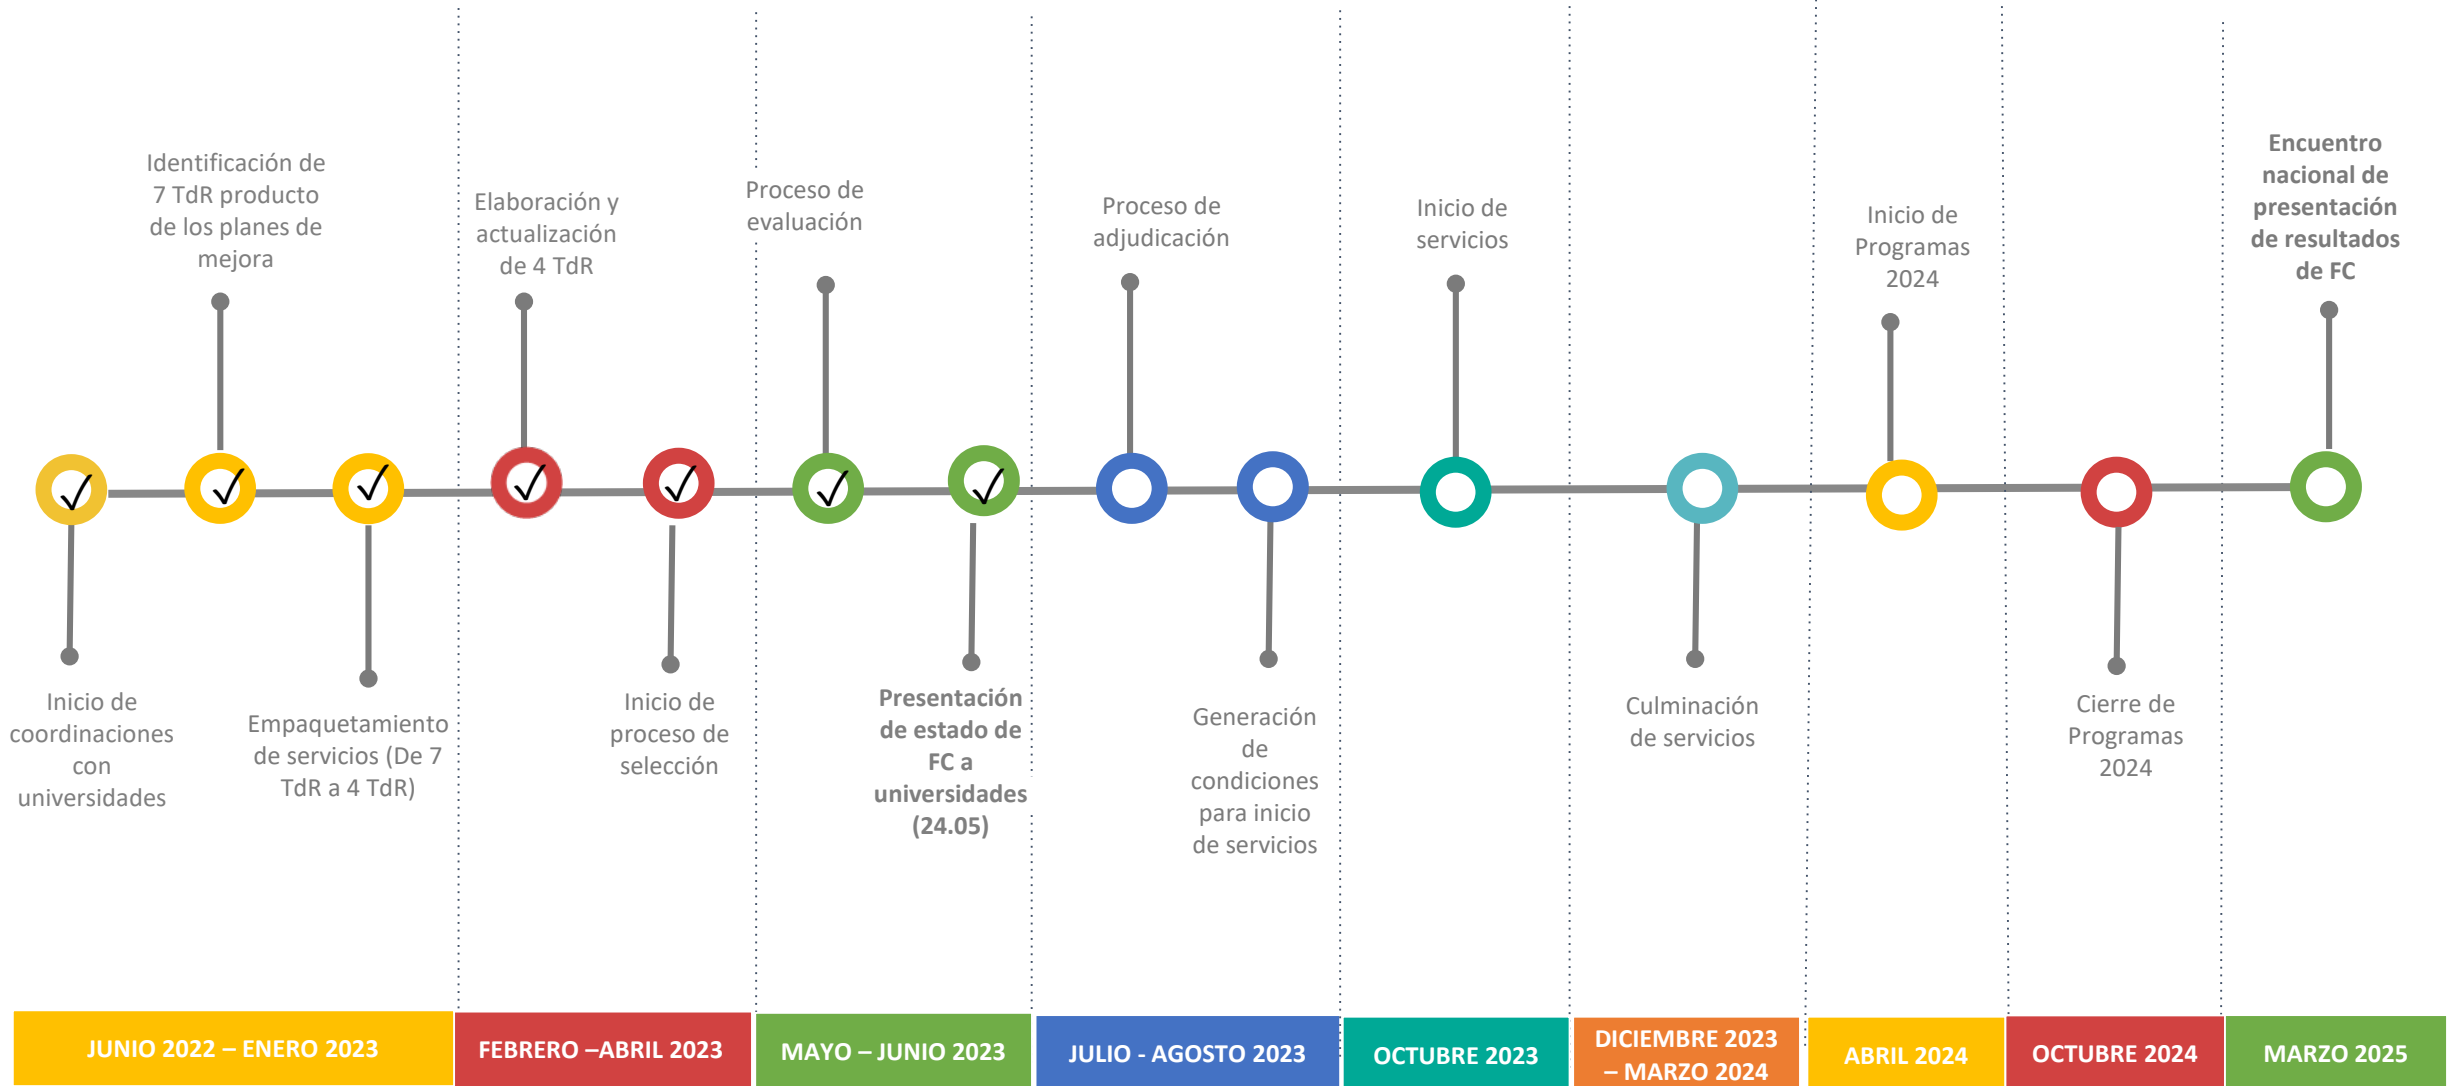 Identificación de
7 TdR producto
de los planes de
mejora
Elaboración y
actualización
de 4 TdR
Proceso de
evaluación
Proceso de
adjudicación
Inicio de
servicios
Inicio de
Programas
2024
Encuentro
nacional de
presentación
de resultados
de FC
Inicio de
coordinaciones
con
universidades
Empaquetamiento
de servicios (De 7
TdR a 4 TdR)
Inicio de
proceso de
selección
Presentación
de estado de
FC a
universidades
(24.05)
Generación
de
condiciones
para inicio
de servicios
Culminación
de servicios
Cierre de
Programas
2024
JUNIO 2022 – ENERO 2023
FEBRERO –ABRIL 2023
MAYO – JUNIO 2023
JULIO - AGOSTO 2023
OCTUBRE 2023
DICIEMBRE 2023
– MARZO 2024
ABRIL 2024
OCTUBRE 2024
MARZO 2025